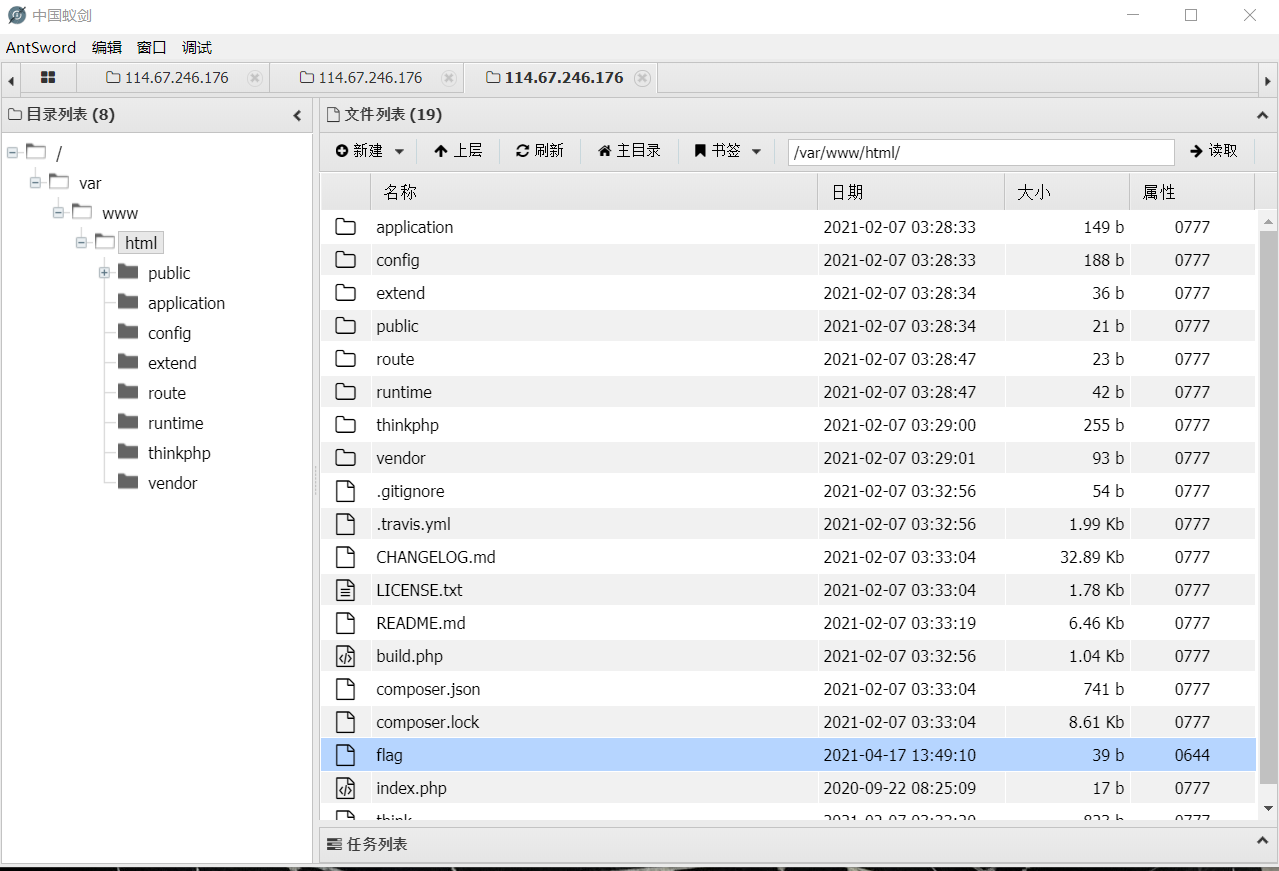 中国蚁剑
AntSword 编辑 窗口 调试
114.67.246.176 114.67.246.176 114.67.246.176
目录列表 (8)
/
var
www
html
public
application
config
extend
route
runtime
thinkphp
vendor
文件列表 (19)
新建 上层 刷新 主目录 书签 /var/www/html/ 读取
名称 日期 大小 属性
application 2021-02-07 03:28:33 149 b 0777
config 2021-02-07 03:28:33 188 b 0777
extend 2021-02-07 03:28:34 36 b 0777
public 2021-02-07 03:28:34 21 b 0777
route 2021-02-07 03:28:47 23 b 0777
runtime 2021-02-07 03:28:47 42 b 0777
thinkphp 2021-02-07 03:29:00 255 b 0777
vendor 2021-02-07 03:29:01 93 b 0777
.gitignore 2021-02-07 03:32:56 54 b 0777
.travis.yml 2021-02-07 03:32:56 1.99 Kb 0777
CHANGELOG.md 2021-02-07 03:33:04 32.89 Kb 0777
LICENSE.txt 2021-02-07 03:33:04 1.78 Kb 0777
README.md 2021-02-07 03:33:19 6.46 Kb 0777
build.php 2021-02-07 03:32:56 1.04 Kb 0777
composer.json 2021-02-07 03:33:04 741 b 0777
composer.lock 2021-02-07 03:33:04 8.61 Kb 0777
flag 2021-04-17 13:49:10 39 b 0644
index.php 2020-09-22 08:25:09 17 b 0777
think
任务列表